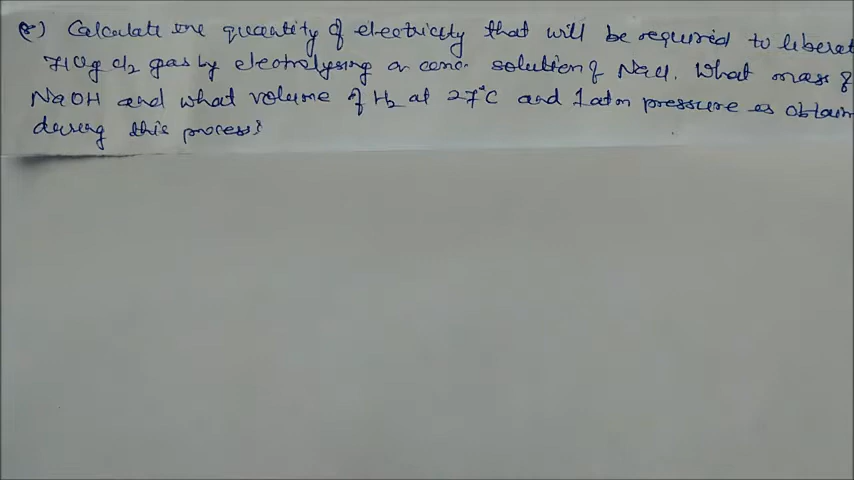 Q) Calculate the quantity of electricity that will be required to liberat
710g Cl2 gas by electrolysing a conc. solution of NaCl. What mass of
NaOH and what volume of H2 at 27°C and 1atm pressure is obtain
during this process?